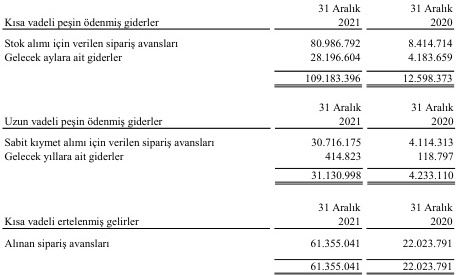 31 Aralık 31 Aralık
Kısa vadeli peşin ödenmiş giderler 2021 2020
Stok alımı için verilen sipariş avansları 80.986.792 8.414.714
Gelecek aylara ait giderler 28.196.604 4.183.659
109.183.396 12.598.373
31 Aralık 31 Aralık
Uzun vadeli peşin ödenmiş giderler 2021 2020
Sabit kıymet alımı için verilen sipariş avansları 30.716.175 4.114.313
Gelecek yıllara ait giderler 414.823 118.797
31.130.998 4.233.110
31 Aralık 31 Aralık
Kısa vadeli ertelenmiş gelirler 2021 2020
Alınan sipariş avansları 61.355.041 22.023.791
61.355.041 22.023.791